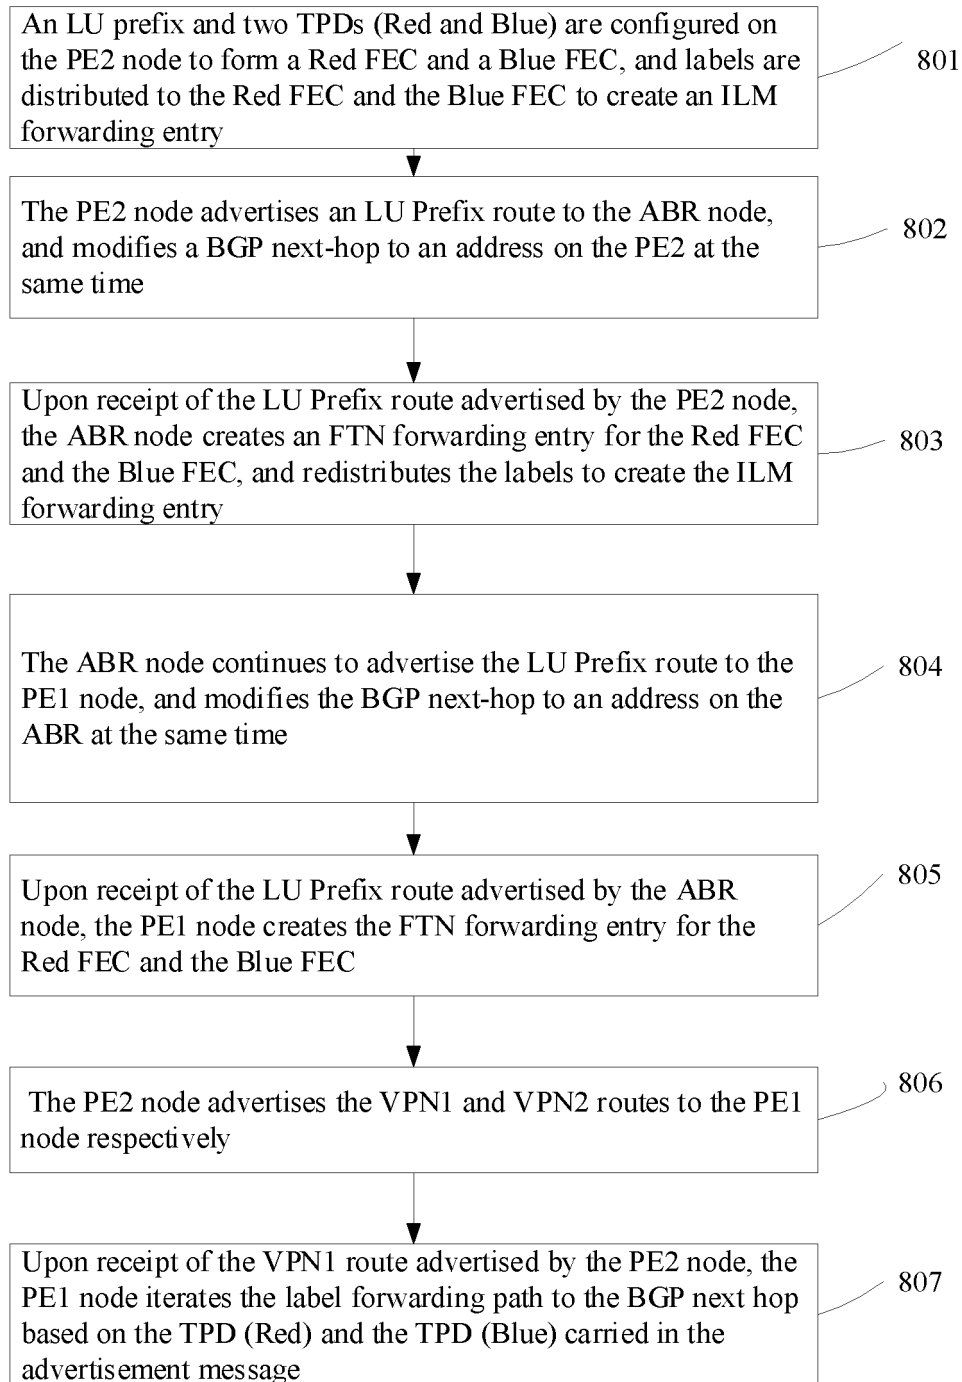 An LU prefix and two TPDs (Red and Blue) are configured on
the PE2 node to form a Red FEC and a Blue FEC, and labels are
distributed to the Red FEC and the Blue FEC to create an ILM
forwarding entry
801
The PE2 node advertises an LU Prefix route to the ABR node,
and modifies a BGP next-hop to an address on the PE2 at the
same time
802
Upon receipt of the LU Prefix route advertised by the PE2 node,
the ABR node creates an FTN forwarding entry for the Red FEC
and the Blue FEC, and redistributes the labels to create the ILM
forwarding entry
803
The ABR node continues to advertise the LU Prefix route to the
PE1 node, and modifies the BGP next-hop to an address on the
ABR at the same time
804
Upon receipt of the LU Prefix route advertised by the ABR
node, the PE1 node creates the FTN forwarding entry for the
Red FEC and the Blue FEC
805
The PE2 node advertises the VPN1 and VPN2 routes to the PE1
node respectively
806
Upon receipt of the VPN1 route advertised by the PE2 node, the
PE1 node iterates the label forwarding path to the BGP next hop
based on the TPD (Red) and the TPD (Blue) carried in the
advertisement message
807